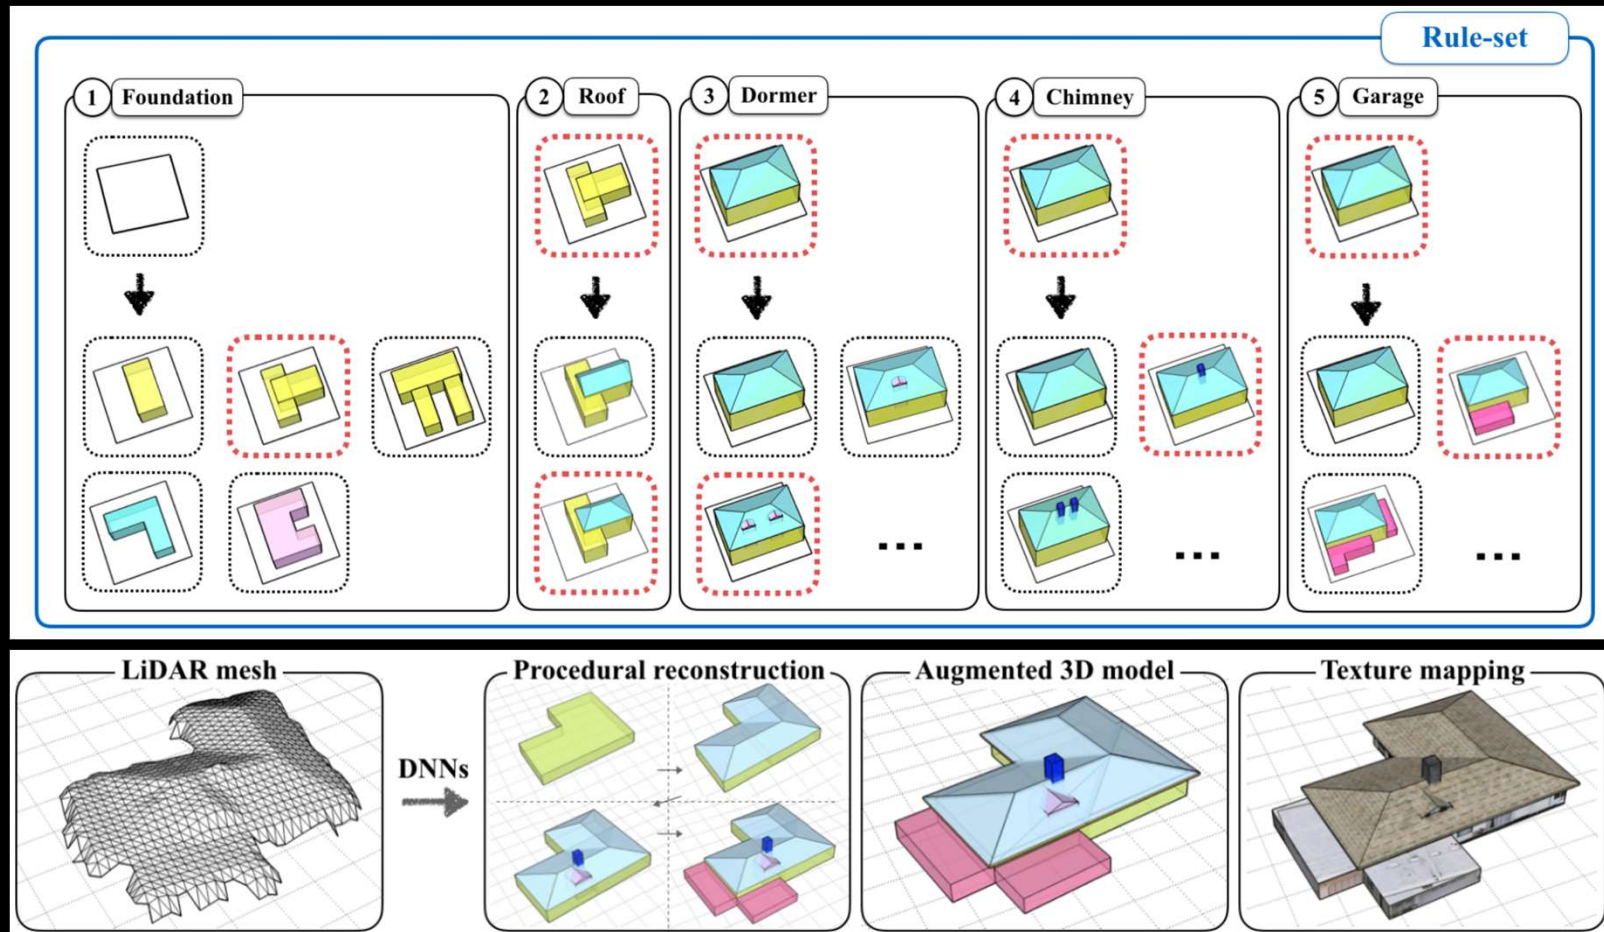 Rule-set
1 Foundation
2 Roof
3 Dormer
4 Chimney
5 Garage
...
...
...
LiDAR mesh
DNNs
Procedural reconstruction
Augmented 3D model
Texture mapping